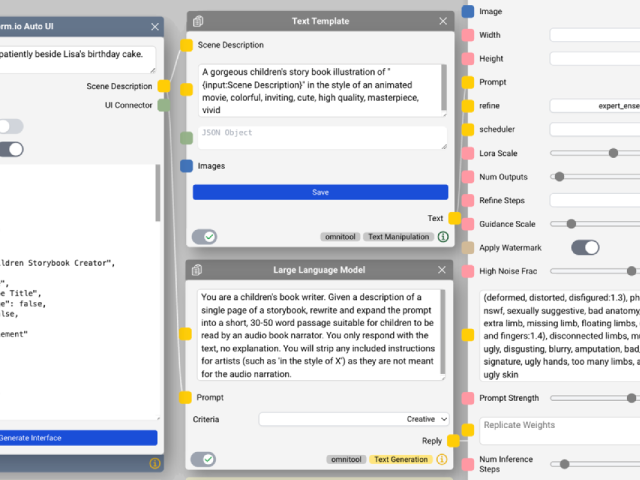 rm.io Auto UI
patiently beside Lisa's birthday cake.
Scene Description
UI Connector
ildren Storybook Creator",
",
e Title",
e": false,
lse,
ement"
Generate Interface
Text Template
Scene Description
A gorgeous children's story book illustration of "
{input:Scene Description}" in the style of an animated
movie, colorful, inviting, cute, high quality, masterpiece,
vivid
JSON Object
Images
Save
Text
omnitool
Text Manipulation
Large Language Model
You are a children's book writer. Given a description of a
single page of a storybook, rewrite and expand the prompt
into a short, 30-50 word passage suitable for children to be
read by an audio book narrator. You only respond with the
text, no explanation. You will strip any included instructions
for artists (such as 'in the style of X') as they are not meant
for the audio narration.
Prompt
Criteria
Creative
Reply
omnitool
Text Generation
Image
Width
Height
Prompt
refine
expert_ense
scheduler
Lora Scale
Num Outputs
Refine Steps
Guidance Scale
Apply Watermark
High Noise Frac
(deformed, distorted, disfigured:1.3), ph
nswf, sexually suggestive, bad anatomy,
extra limb, missing limb, floating limbs,
and fingers:1.4), disconnected limbs, mu
ugly, disgusting, blurry, amputation, bad,
signature, ugly hands, too many limbs, a
ugly skin
Prompt Strength
Replicate Weights
Num Inference
Steps